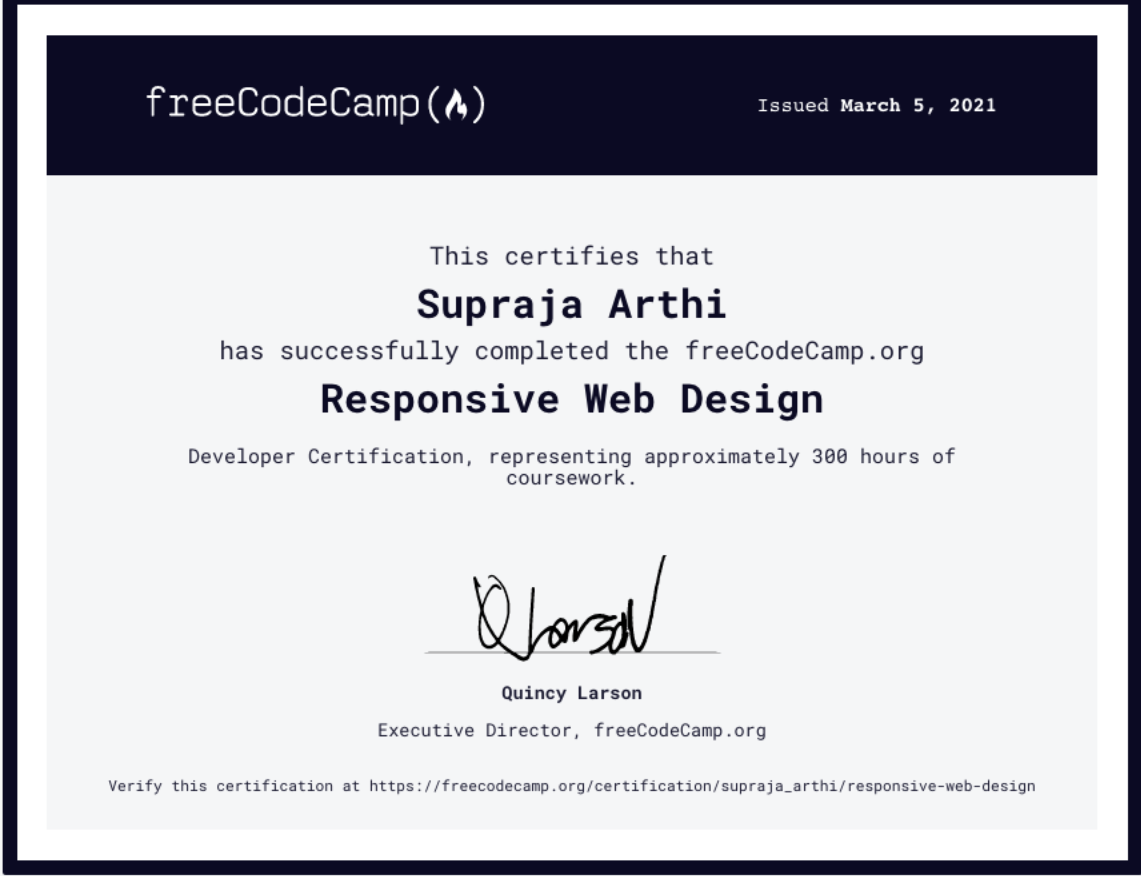 freeCodeCamp(🔥)
Issued March 5, 2021
This certifies that
Supraja Arthi
has successfully completed the freeCodeCamp.org
Responsive Web Design
Developer Certification, representing approximately 300 hours of
coursework.
Q Larson
Quincy Larson
Executive Director, freeCodeCamp.org
Verify this certification at https://freecodecamp.org/certification/supraja_arthi/responsive-web-design